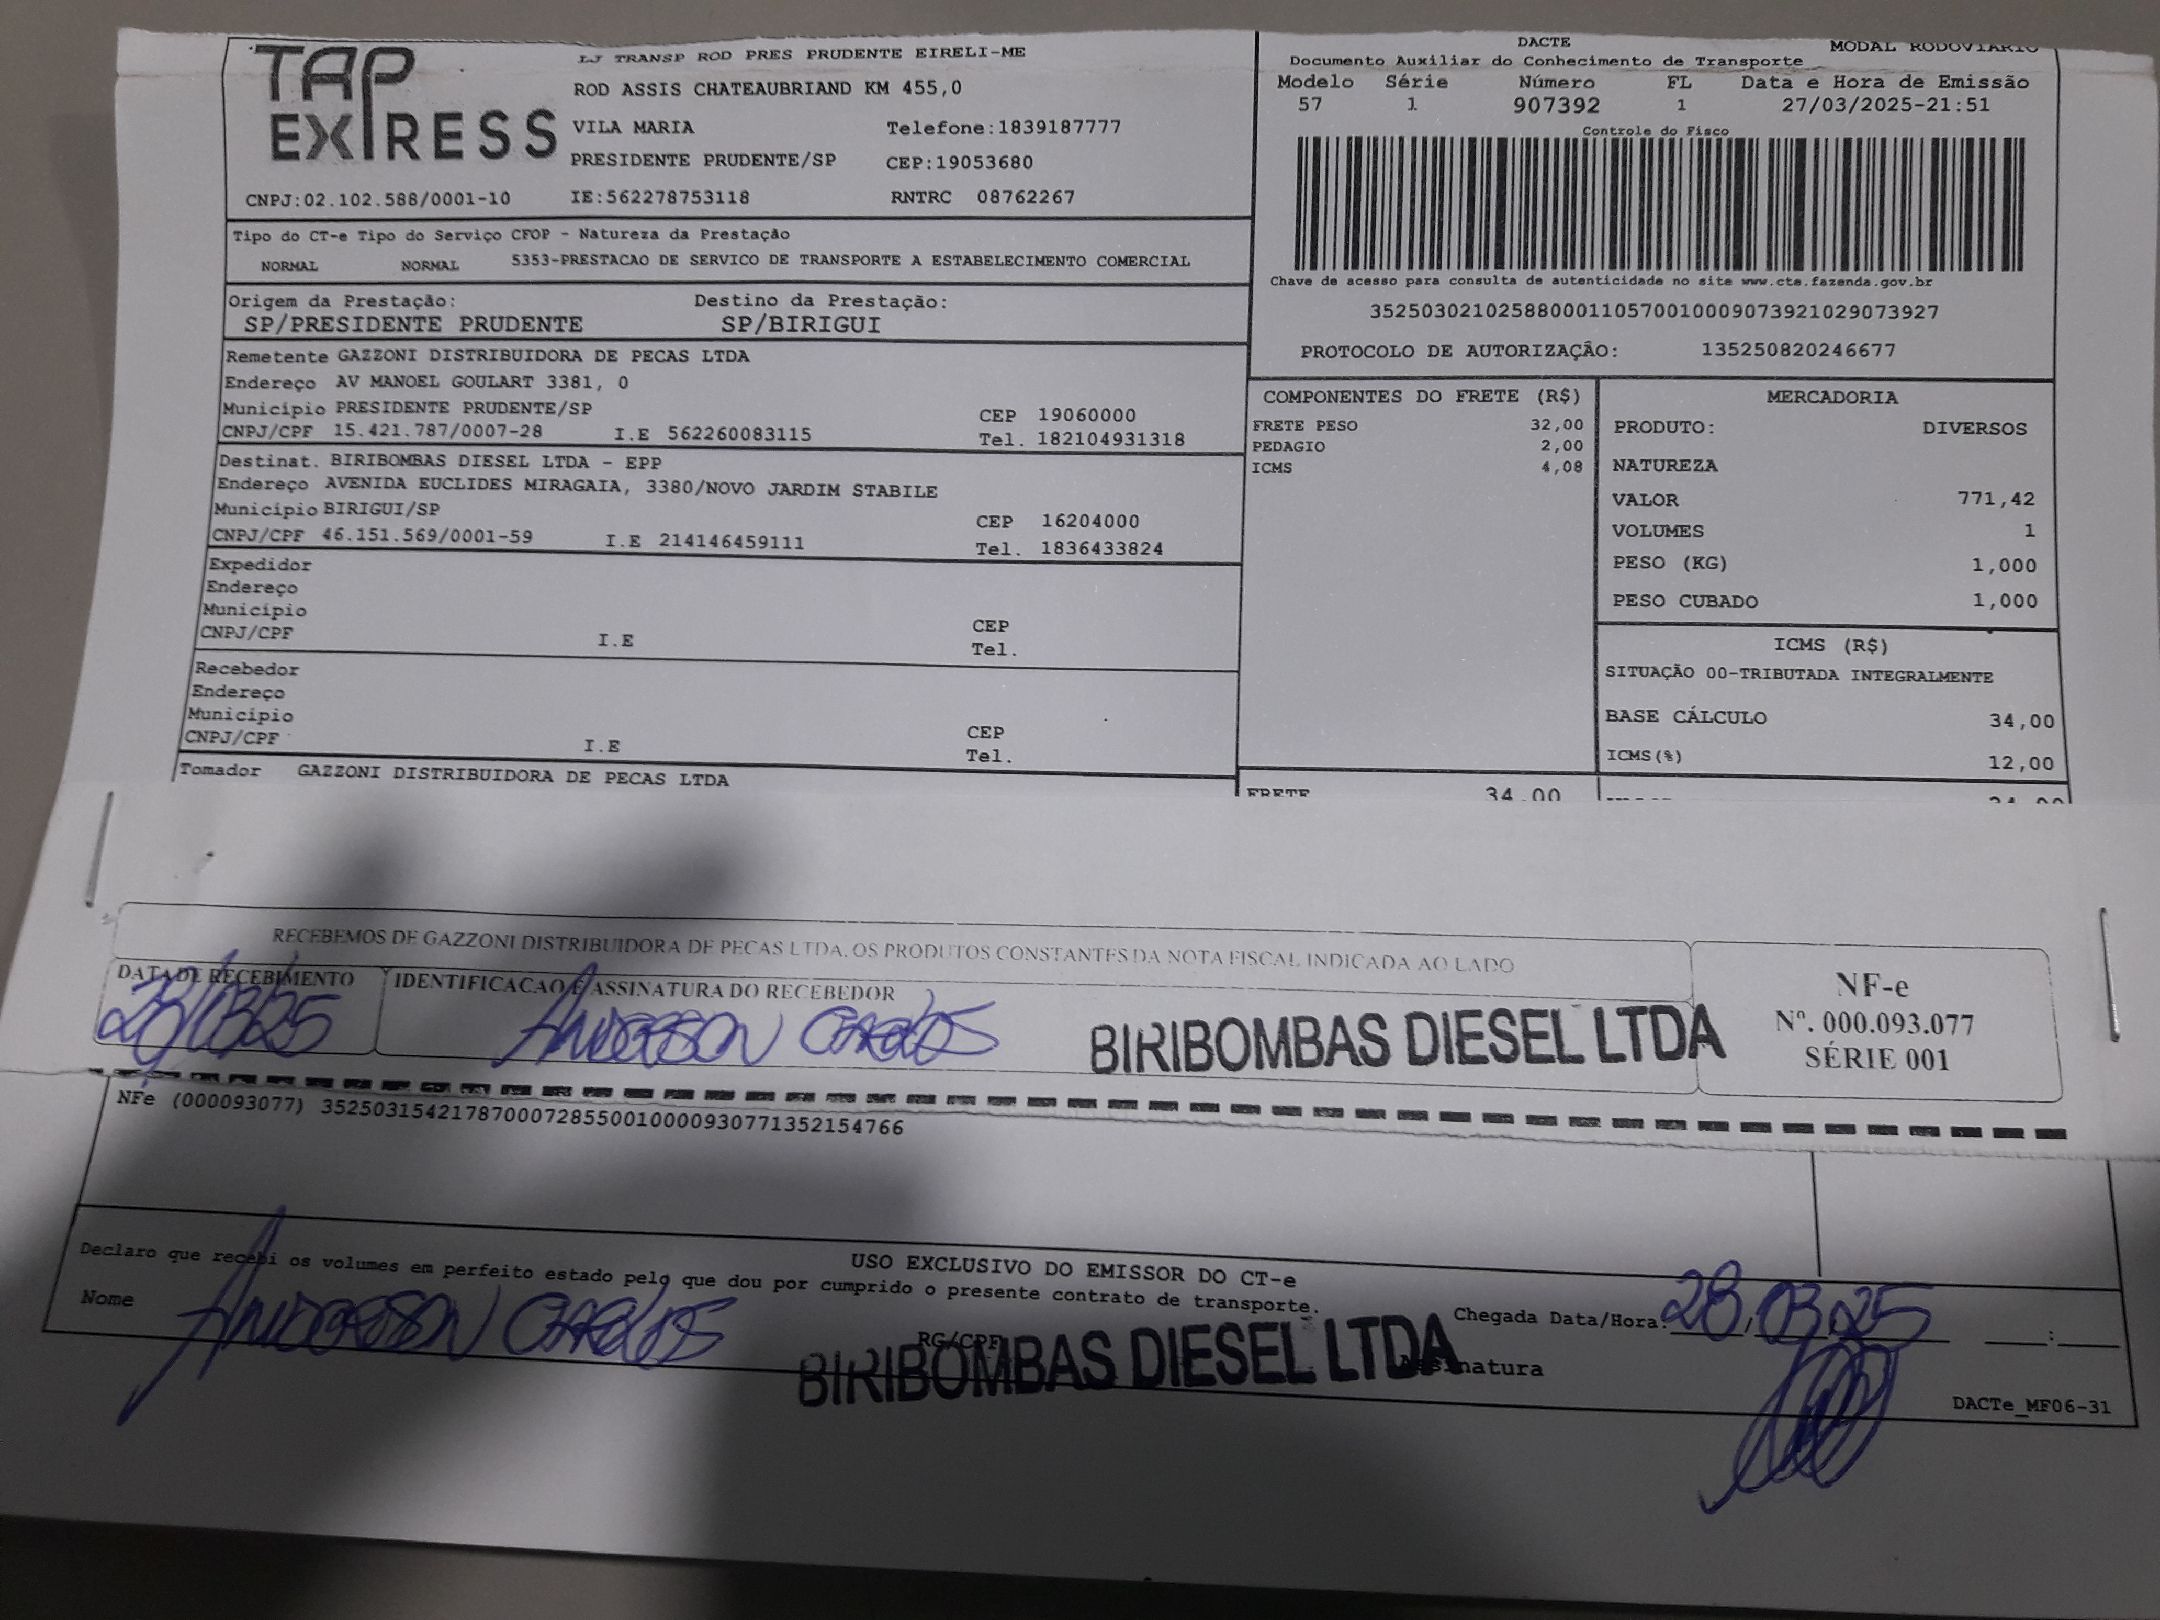 TAP EXPRESS
LJ TRANSP ROD PRES PRUDENTE EIRELI-ME
ROD ASSIS CHATEAUBRIAND KM 455,0
VILA MARIA Telefone:1839187777
PRESIDENTE PRUDENTE/SP CEP:19053680
CNPJ:02.102.588/0001-10 IE:562278753118 RNTRC 08762267
DACTE MODAL RODOVIARIO
Documento Auxiliar do Conhecimento de Transporte
Modelo Série Número FL Data e Hora de Emissão
57 1 907392 1 27/03/2025-21:51
Controle do Fisco
Chave de acesso para consulta de autenticidade no site www.cte.fazenda.gov.br
35250302102588000110570010009073921029073927
PROTOCOLO DE AUTORIZAÇÃO: 135250820246677
Tipo do CT-e Tipo do Serviço CFOP - Natureza da Prestação
NORMAL NORMAL 5353-PRESTACAO DE SERVICO DE TRANSPORTE A ESTABELECIMENTO COMERCIAL
Origem da Prestação: Destino da Prestação:
SP/PRESIDENTE PRUDENTE SP/BIRIGUI
Remetente GAZZONI DISTRIBUIDORA DE PECAS LTDA
Endereço AV MANOEL GOULART 3381, 0
Município PRESIDENTE PRUDENTE/SP CEP 19060000
CNPJ/CPF 15.421.787/0007-28 I.E 562260083115 Tel. 182104931318
Destinat. BIRIBOMBAS DIESEL LTDA - EPP
Endereço AVENIDA EUCLIDES MIRAGAIA, 3380/NOVO JARDIM STABILE
Município BIRIGUI/SP CEP 16204000
CNPJ/CPF 46.151.569/0001-59 I.E 214146459111 Tel. 1836433824
Expedidor
Endereço
Município CEP
CNPJ/CPF I.E Tel.
Recebedor
Endereço
Município CEP
CNPJ/CPF I.E Tel.
Tomador GAZZONI DISTRIBUIDORA DE PECAS LTDA
COMPONENTES DO FRETE (R$)
FRETE PESO 32,00
PEDAGIO 2,00
ICMS 4,08
FRETE 34,00
MERCADORIA
PRODUTO: DIVERSOS
NATUREZA
VALOR 771,42
VOLUMES 1
PESO (KG) 1,000
PESO CUBADO 1,000
ICMS (R$)
SITUAÇÃO 00-TRIBUTADA INTEGRALMENTE
BASE CÁLCULO 34,00
ICMS(%) 12,00
RECEBEMOS DE GAZZONI DISTRIBUIDORA DE PECAS LTDA. OS PRODUTOS CONSTANTES DA NOTA FISCAL INDICADA AO LADO
DATA DE RECEBIMENTO IDENTIFICACAO E ASSINATURA DO RECEBEDOR
28/03/25 Anderson Carlos BIRIBOMBAS DIESEL LTDA
NF-e
Nº. 000.093.077
SÉRIE 001
NFe (000093077) 35250315421787000728550010000930771352154766
USO EXCLUSIVO DO EMISSOR DO CT-e
Declaro que recebi os volumes em perfeito estado pelo que dou por cumprido o presente contrato de transporte.
Nome Anderson Carlos RG/CPF Chegada Data/Hora: 28/03/25 :
BIRIBOMBAS DIESEL LTDA Assinatura
DACTe_MF06-31